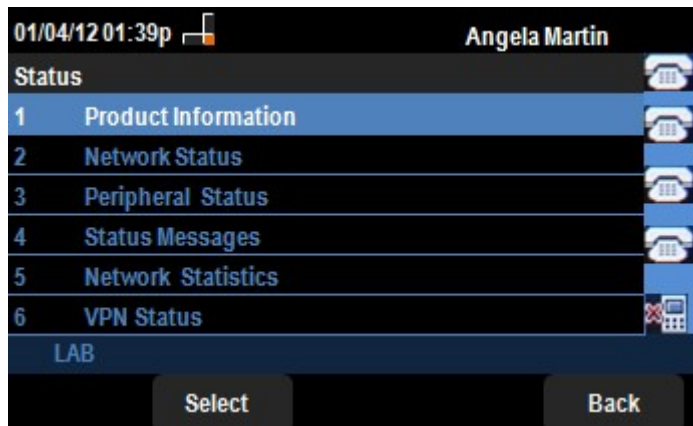 01/04/12 01:39p Angela Martin
Status
1 Product Information
2 Network Status
3 Peripheral Status
4 Status Messages
5 Network Statistics
6 VPN Status
LAB
Select Back